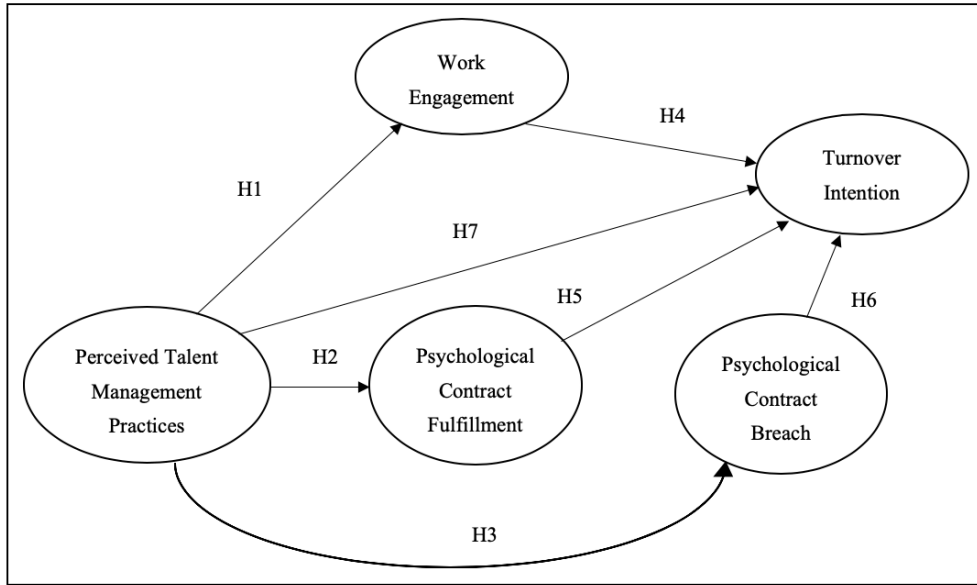 Work
Engagement
H4
Turnover
Intention
H1
H7
H5
H6
Perceived Talent
Management
Practices
H2
Psychological
Contract
Fulfillment
Psychological
Contract
Breach
H3